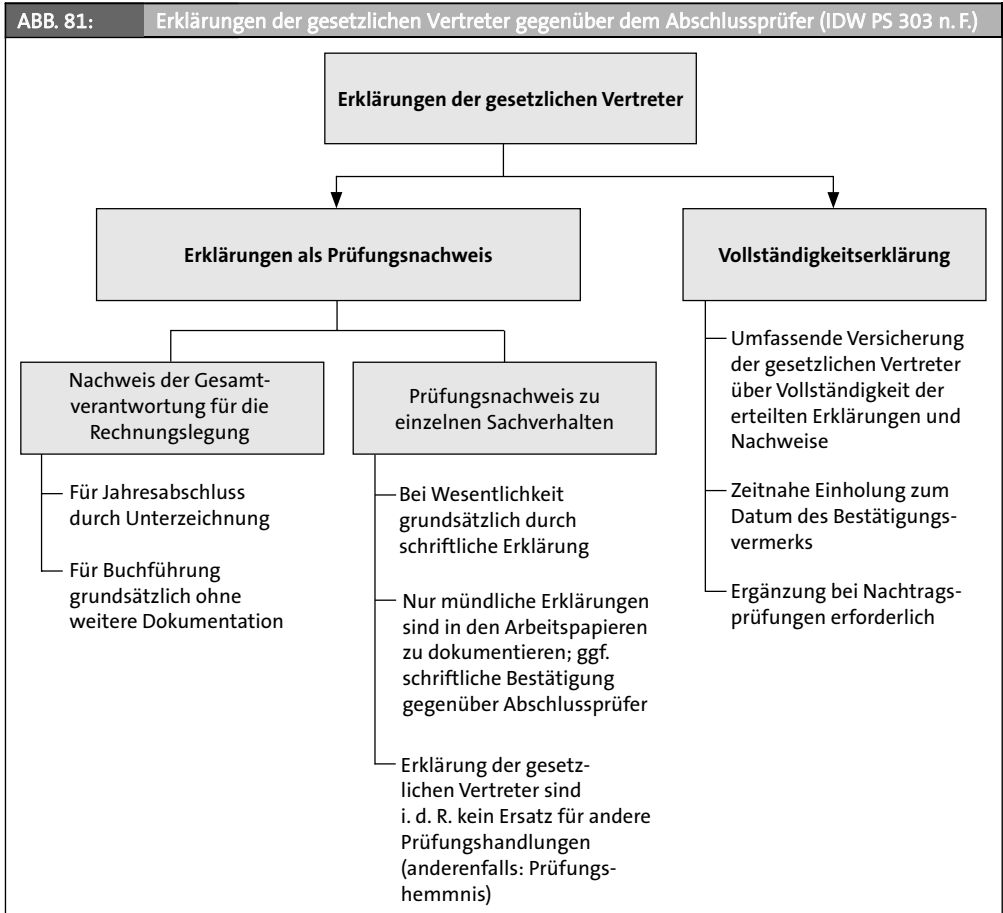 ABB. 81: Erklärungen der gesetzlichen Vertreter gegenüber dem Abschlussprüfer (IDW PS 303 n. F.)
Erklärungen der gesetzlichen Vertreter
Erklärungen als Prüfungsnachweis
Vollständigkeitserklärung
Nachweis der Gesamt-
verantwortung für die
Rechnungslegung
Für Jahresabschluss
durch Unterzeichnung
Für Buchführung
grundsätzlich ohne
weitere Dokumentation
Prüfungsnachweis zu
einzelnen Sachverhalten
Bei Wesentlichkeit
grundsätzlich durch
schriftliche Erklärung
Nur mündliche Erklärungen
sind in den Arbeitspapieren
zu dokumentieren; ggf.
schriftliche Bestätigung
gegenüber Abschlussprüfer
Erklärung der gesetz-
lichen Vertreter sind
i. d. R. kein Ersatz für andere
Prüfungshandlungen
(anderenfalls: Prüfungs-
hemmnis)
Umfassende Versicherung
der gesetzlichen Vertreter
über Vollständigkeit der
erteilten Erklärungen und
Nachweise
Zeitnahe Einholung zum
Datum des Bestätigungs-
vermerks
Ergänzung bei Nachtrags-
prüfungen erforderlich